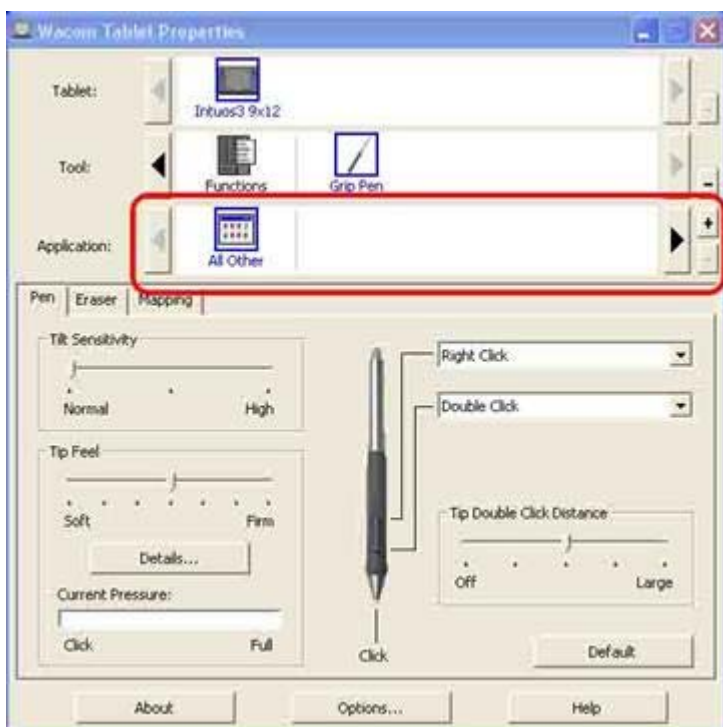 Wacom Tablet Properties
Tablet:
Intuos3 9x12
Tool:
Functions Grip Pen
Application:
All Other
Pen Eraser Mapping
Tilt Sensitivity
Normal High
Right Click
Double Click
Tip Feel
Soft Firm
Details...
Tip Double Click Distance
Off Large
Current Pressure:
Click Full
Click
Default
About Options... Help